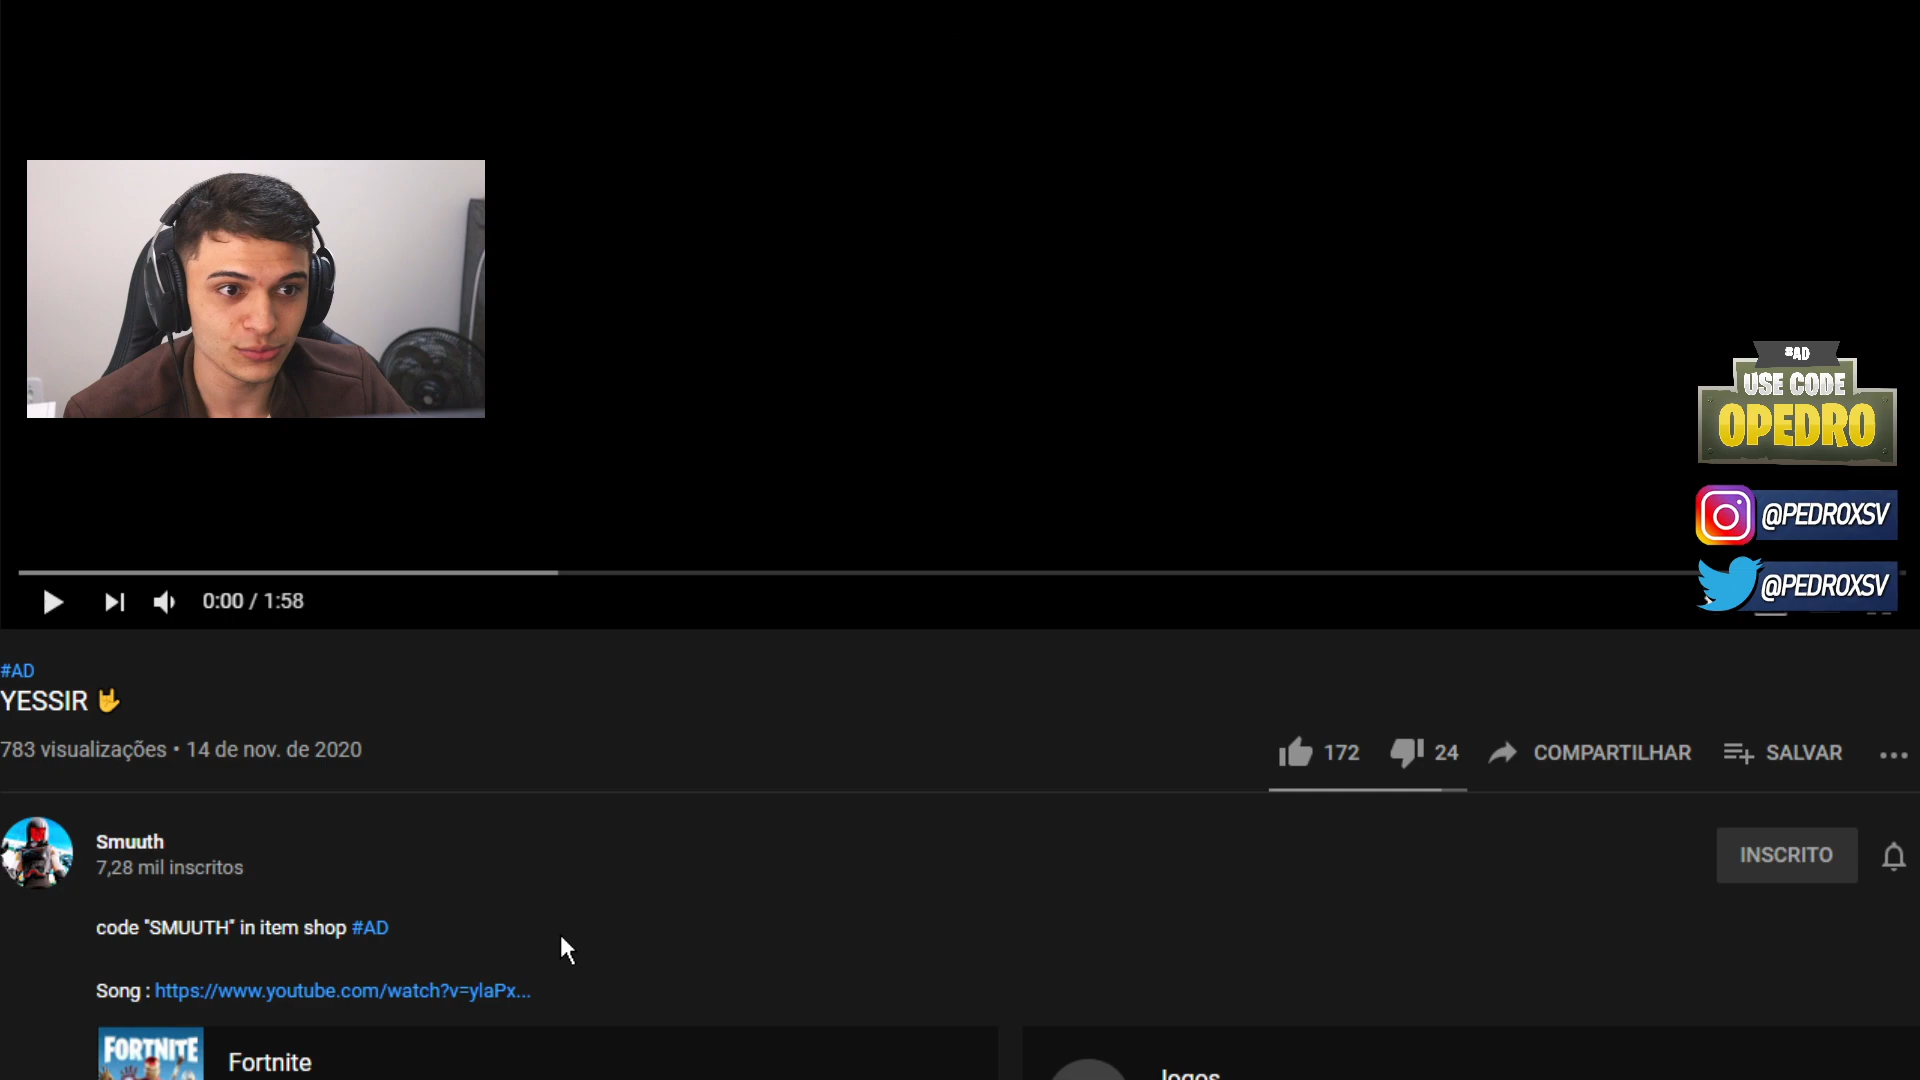 #AD
USE CODE
OPEDRO
@PEDROXSV
@PEDROXSV
0:00 / 1:58
#AD
YESSIR 🤟
783 visualizações • 14 de nov. de 2020
172
24
COMPARTILHAR
SALVAR
Smuuth
7,28 mil inscritos
INSCRITO
code "SMUUTH" in item shop #AD
Song : https://www.youtube.com/watch?v=ylaPx...
FORTNITE
Fortnite
Jogos